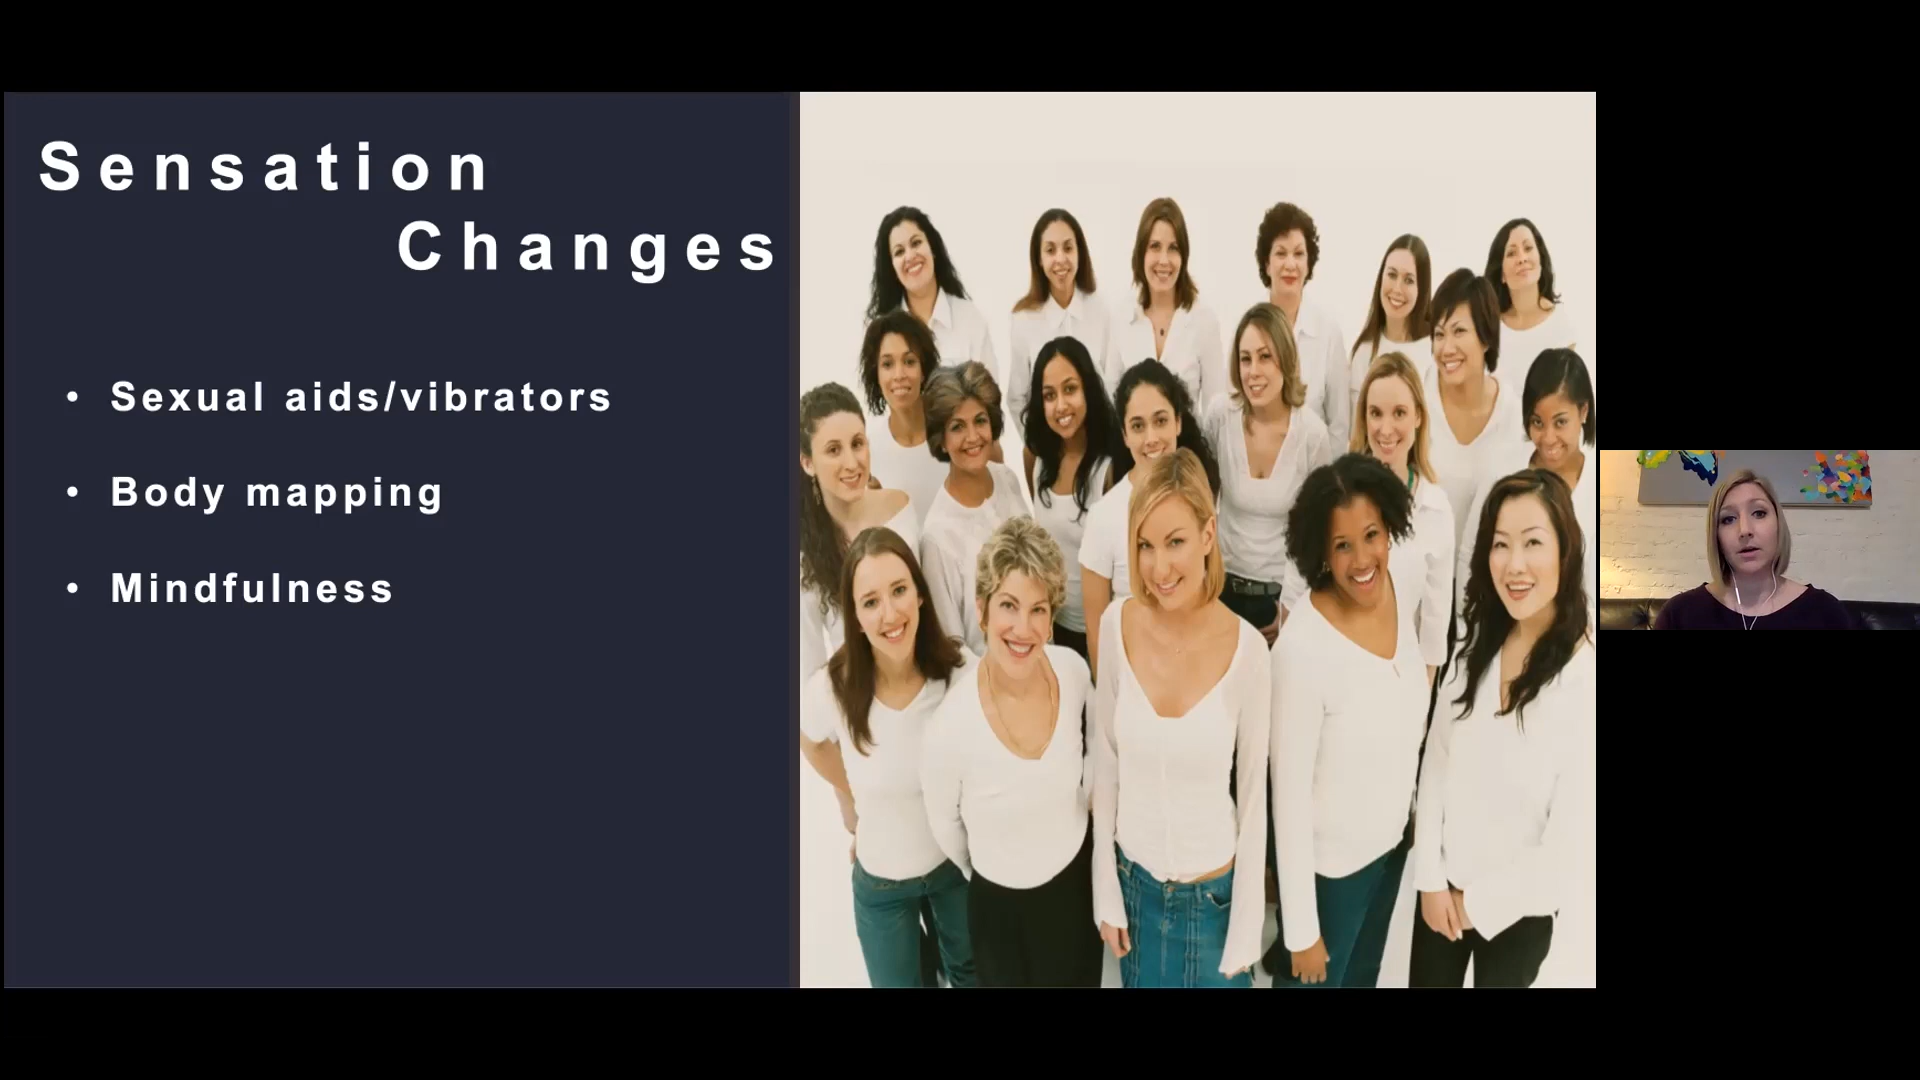 Sensation
Changes
• Sexual aids/vibrators
• Body mapping
• Mindfulness